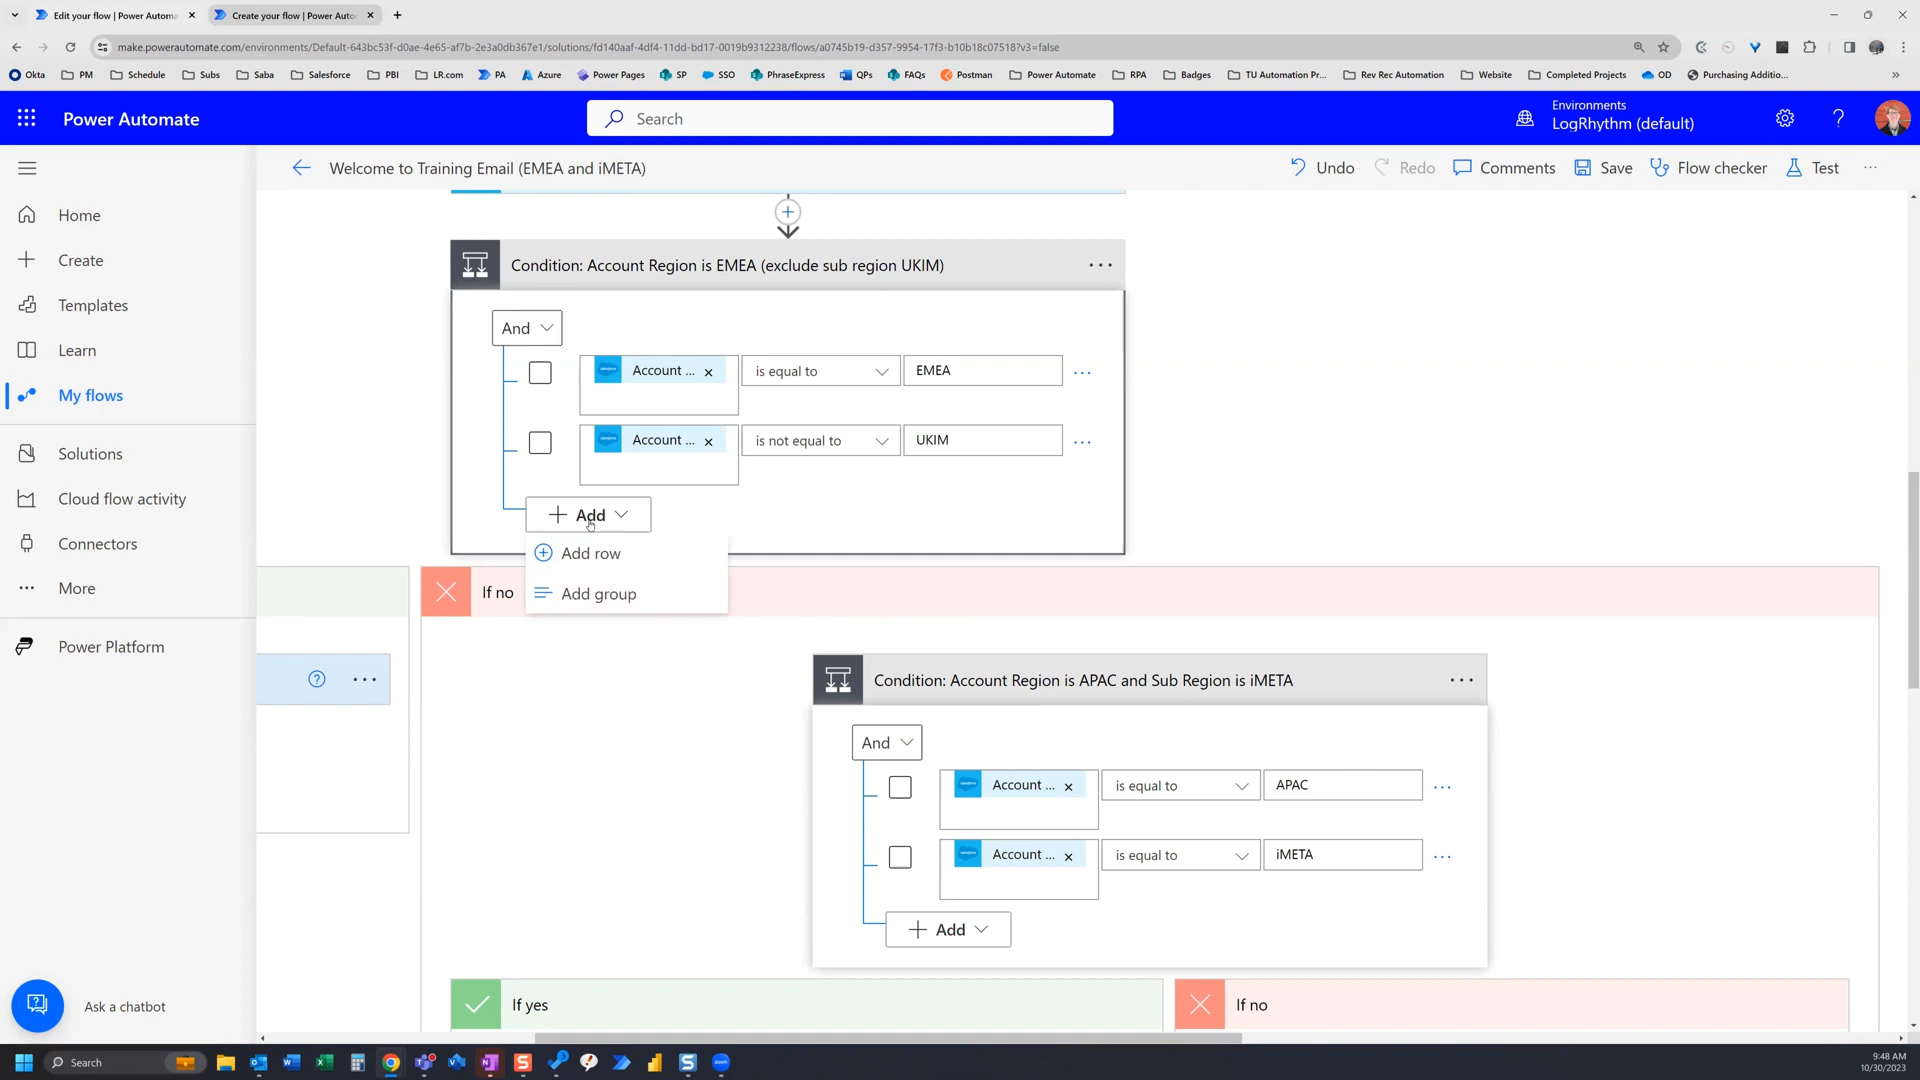 Edit your flow | Power Automa
Create your flow | Power Auto
make.powerautomate.com/environments/Default-643bc53f-d0ae-4e65-af7b-2e3a0db367e1/solutions/fd140aaf-4df4-11dd-bd17-0019b9312238/flows/a0745b19-d357-9954-17f3-b10b18c07518?v3=false
Okta PM Schedule Subs Saba Salesforce PBI LR.com PA Azure Power Pages SP SSO PhraseExpress QPs FAQs Postman Power Automate RPA Badges TU Automation Pr... Rev Rec Automation Website Completed Projects OD Purchasing Additio...
Power Automate
Search
Environments
LogRhythm (default)
Welcome to Training Email (EMEA and iMETA)
Undo Redo Comments Save Flow checker Test
Home
Create
Templates
Learn
My flows
Solutions
Cloud flow activity
Connectors
More
Power Platform
Ask a chatbot
Condition: Account Region is EMEA (exclude sub region UKIM)
And
Account ... is equal to EMEA
Account ... is not equal to UKIM
Add
Add row
Add group
If no
Condition: Account Region is APAC and Sub Region is iMETA
And
Account ... is equal to APAC
Account ... is equal to iMETA
Add
If yes
If no
Search
9:48 AM
10/30/2023